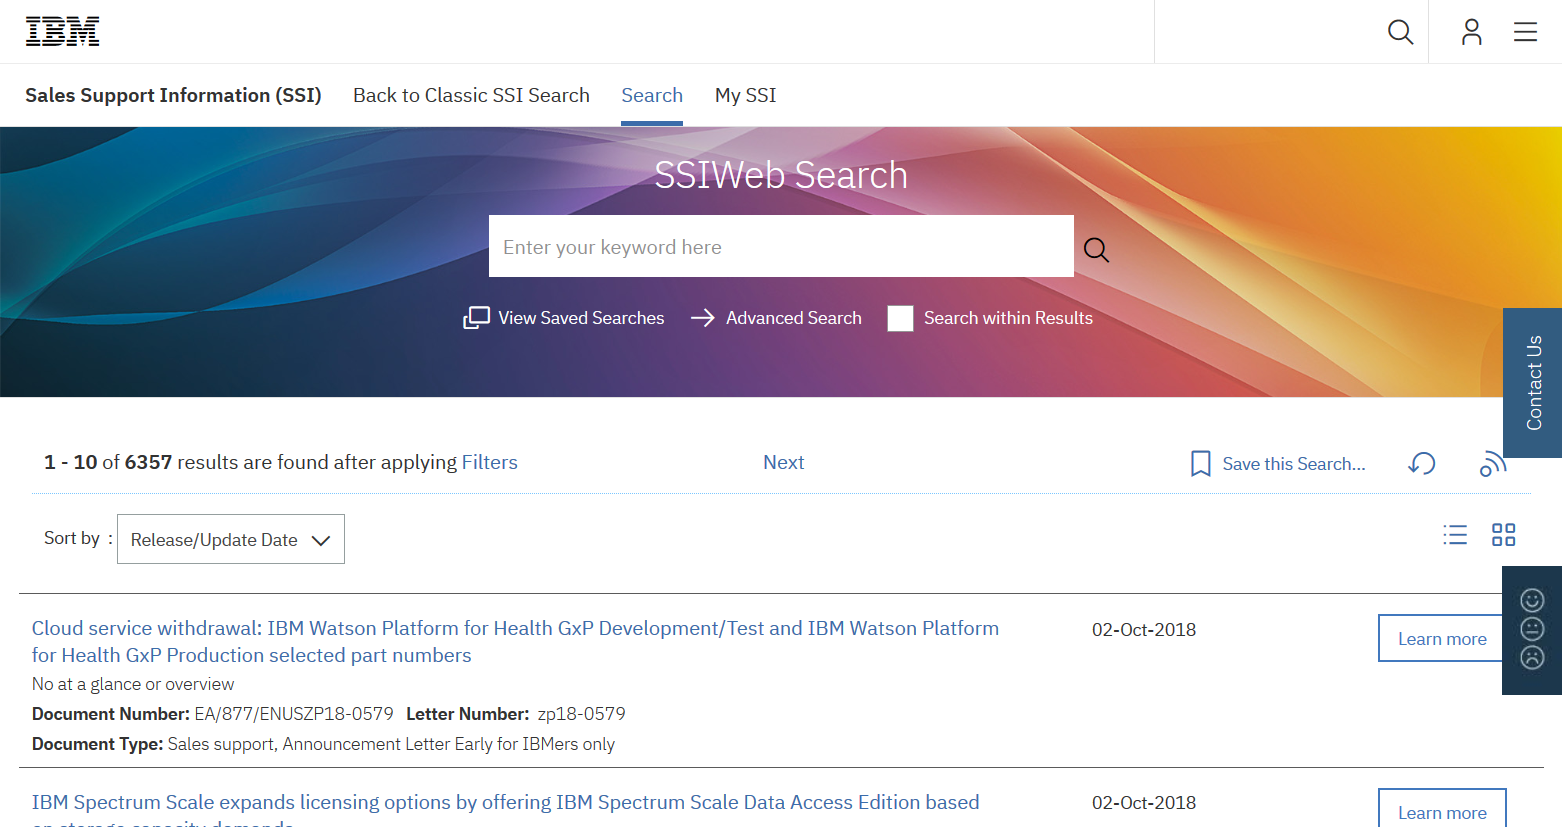 IBM
Sales Support Information (SSI) Back to Classic SSI Search Search My SSI
SSIWeb Search
Enter your keyword here
View Saved Searches Advanced Search Search within Results
Contact Us
1 - 10 of 6357 results are found after applying Filters Next Save this Search...
Sort by : Release/Update Date
Cloud service withdrawal: IBM Watson Platform for Health GxP Development/Test and IBM Watson Platform 02-Oct-2018 Learn more
for Health GxP Production selected part numbers
No at a glance or overview
Document Number: EA/877/ENUSZP18-0579 Letter Number: zp18-0579
Document Type: Sales support, Announcement Letter Early for IBMers only
IBM Spectrum Scale expands licensing options by offering IBM Spectrum Scale Data Access Edition based 02-Oct-2018 Learn more
on storage capacity demands